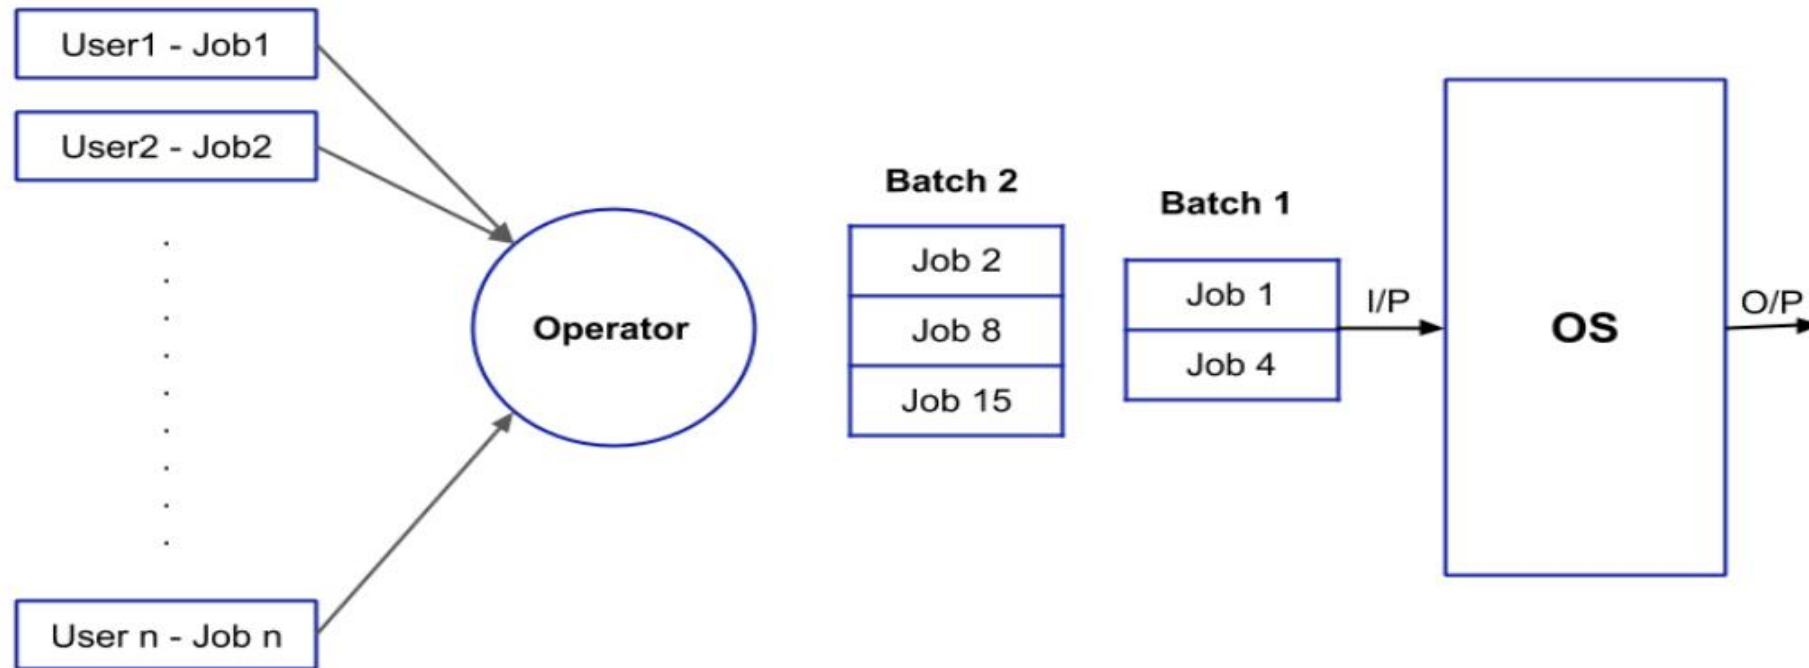 User1 - Job1
User2 - Job2
User n - Job n
Operator
Batch 2
Job 2
Job 8
Job 15
Batch 1
Job 1
Job 4
I/P
OS
O/P